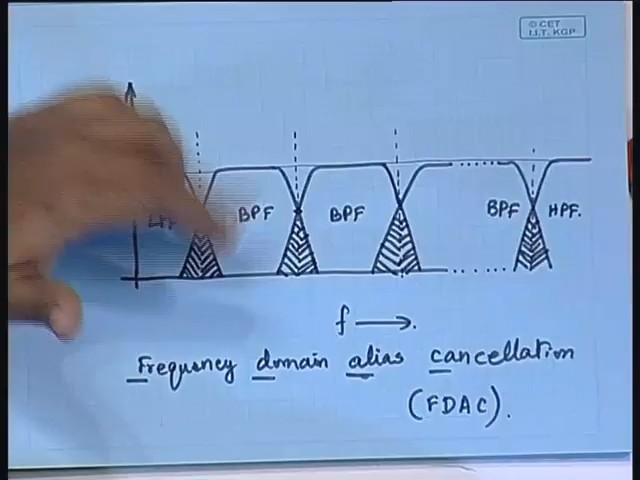 © CET
I.I.T. KGP
BPF BPF BPF HPF.
f
Frequency domain alias cancellation
(FDAC).